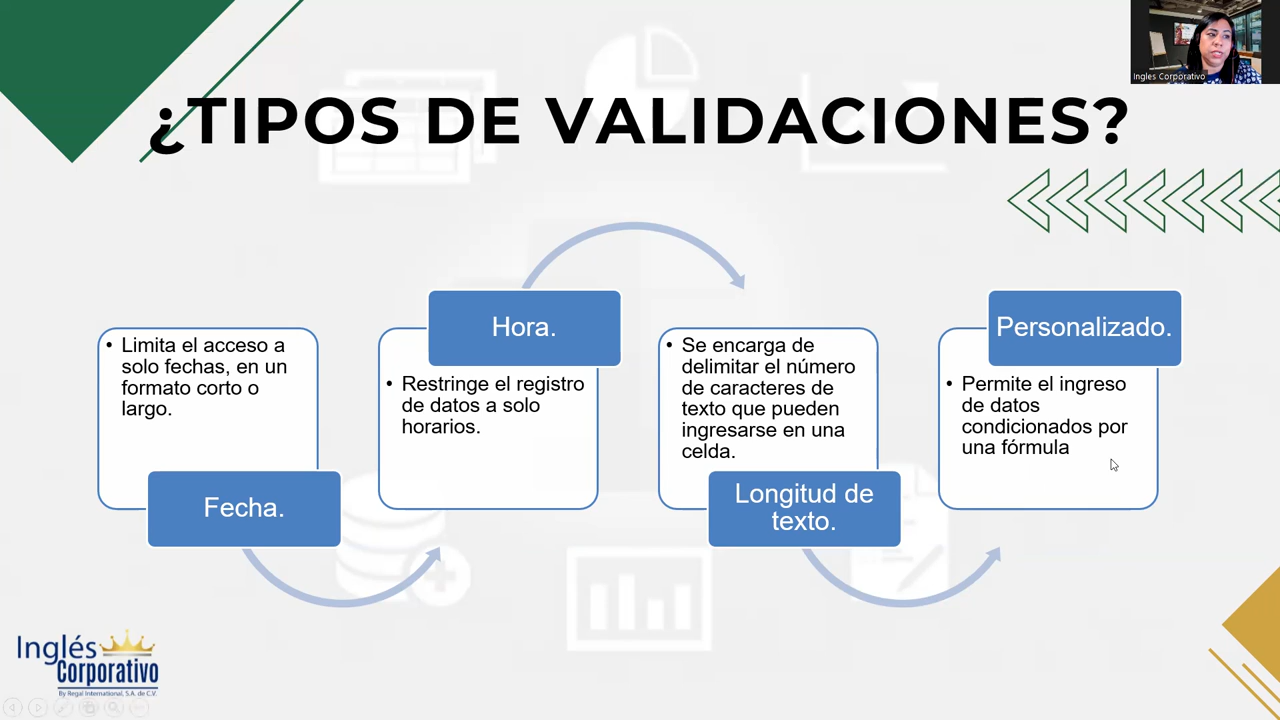 Ingles Corporativo
¿TIPOS DE VALIDACIONES?
• Limita el acceso a
solo fechas, en un
formato corto o
largo.
Fecha.
Hora.
• Restringe el registro
de datos a solo
horarios.
• Se encarga de
delimitar el número
de caracteres de
texto que pueden
ingresarse en una
celda.
Longitud de
texto.
Personalizado.
• Permite el ingreso
de datos
condicionados por
una fórmula
Inglés
Corporativo
By Regal International, S.A. de C.V.